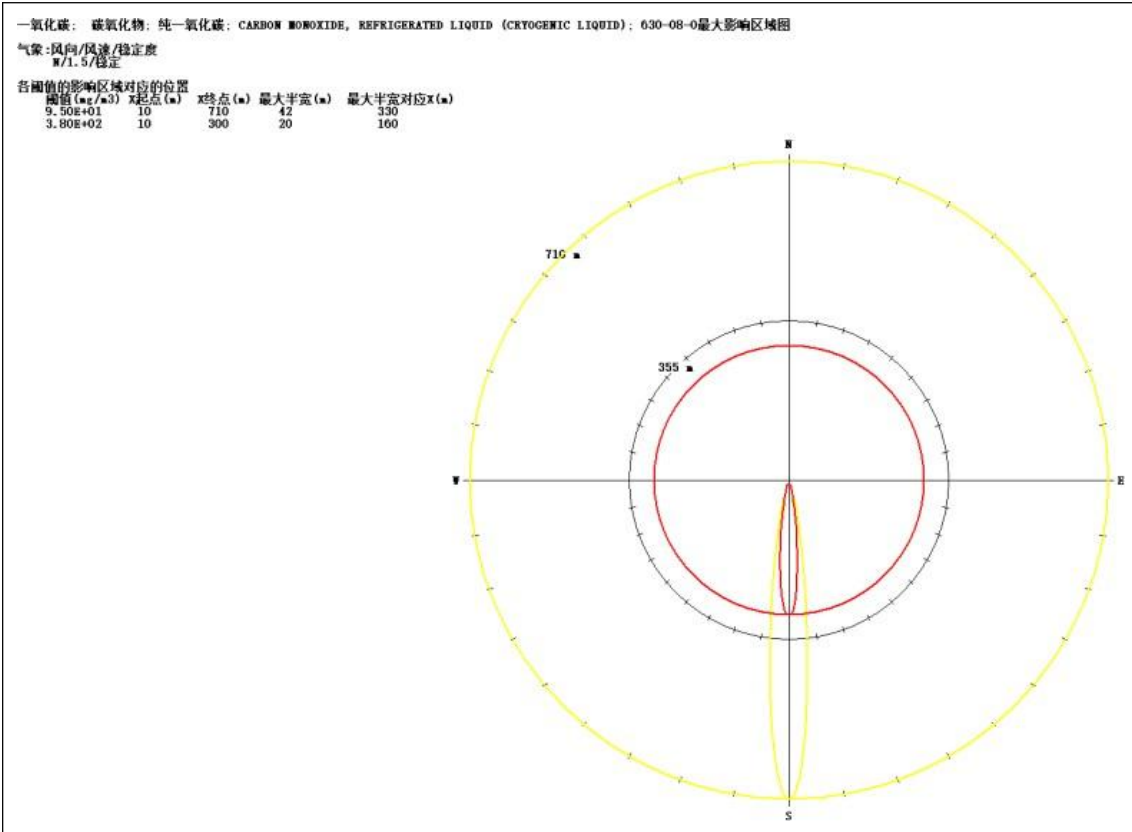 一氧化碳； 碳氧化物；纯一氧化碳；CARBON MONOXIDE, REFRIGERATED LIQUID (CRYOGENIC LIQUID)；630-08-0最大影响区域图
气象:风向/风速/稳定度
N/1.5/稳定
各阈值的影响区域对应的位置
阈值(mg/m3) X起点(m) X终点(m) 最大半宽(m) 最大半宽对应X(m)
9.50E+01 10 710 42 330
3.80E+02 10 300 20 160
N
710 m
355 m
W
E
S